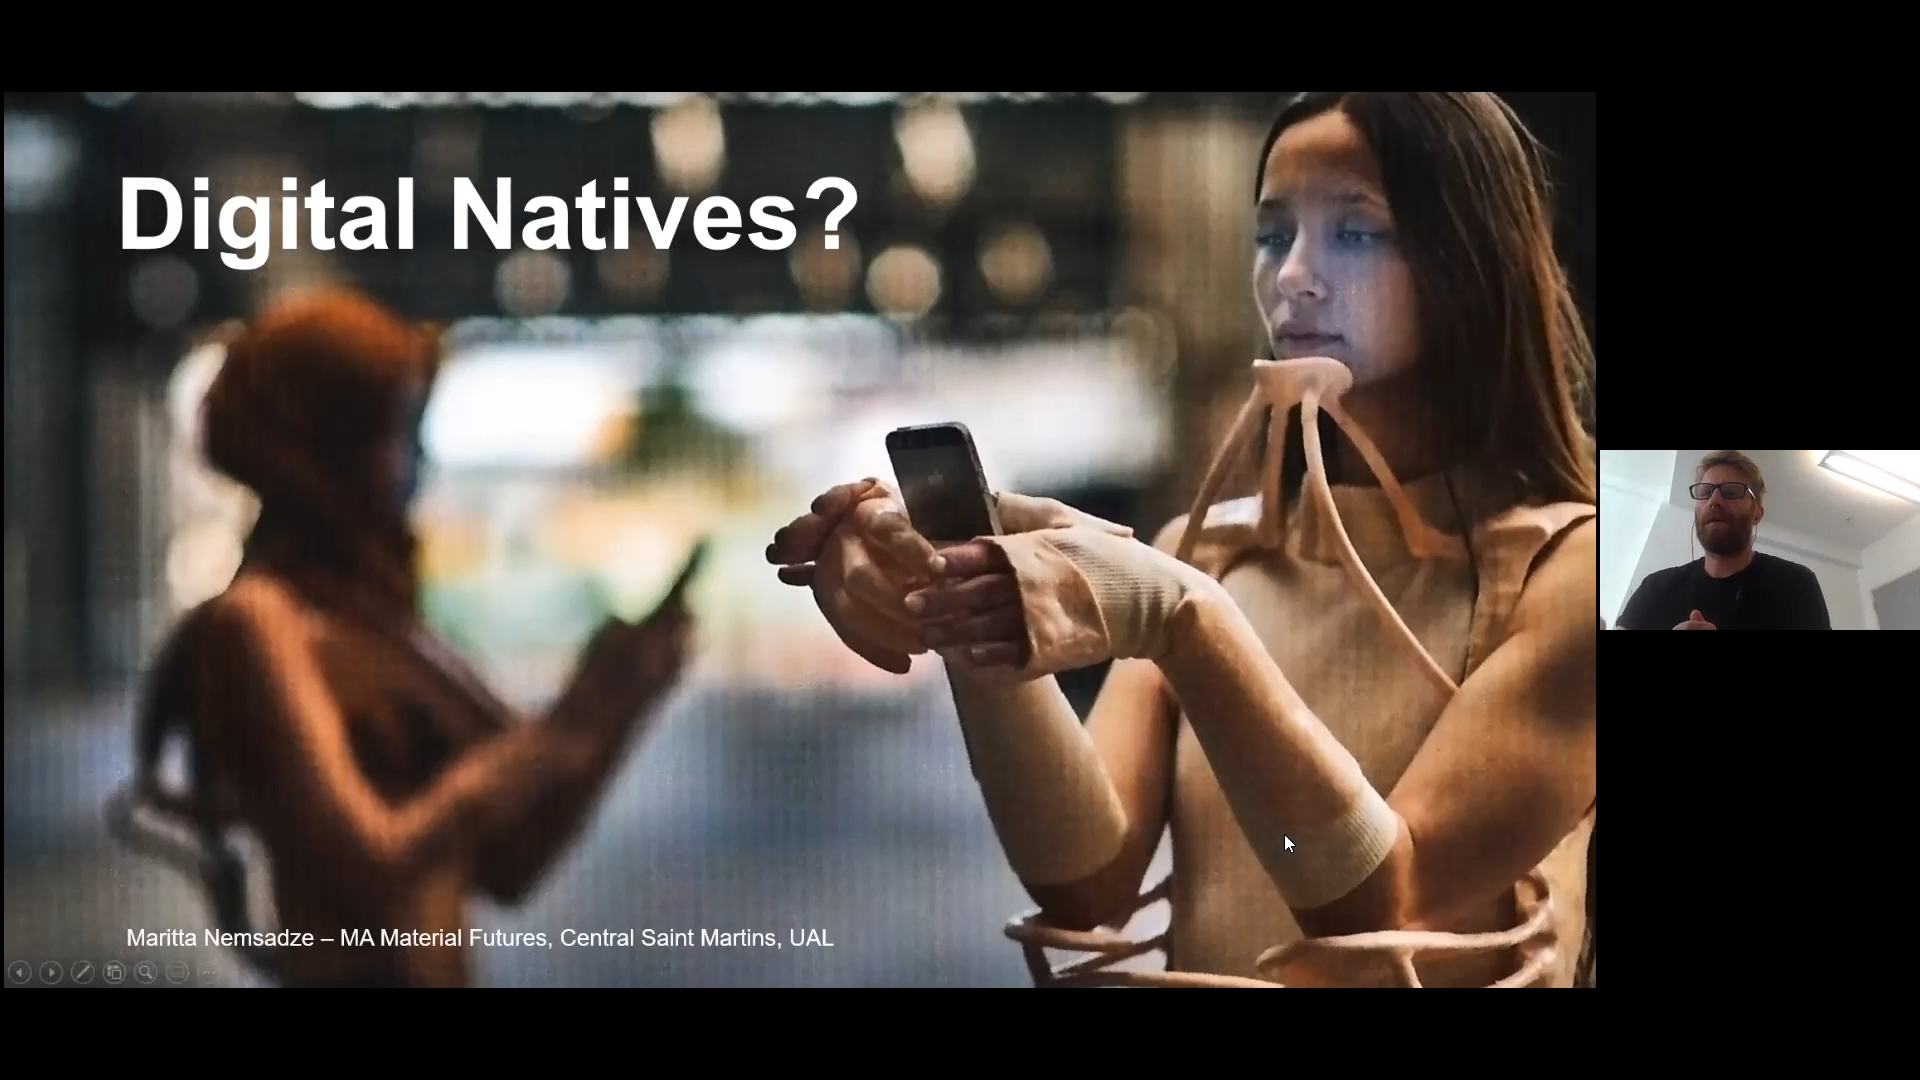 Digital Natives?
Maritta Nemsadze – MA Material Futures, Central Saint Martins, UAL